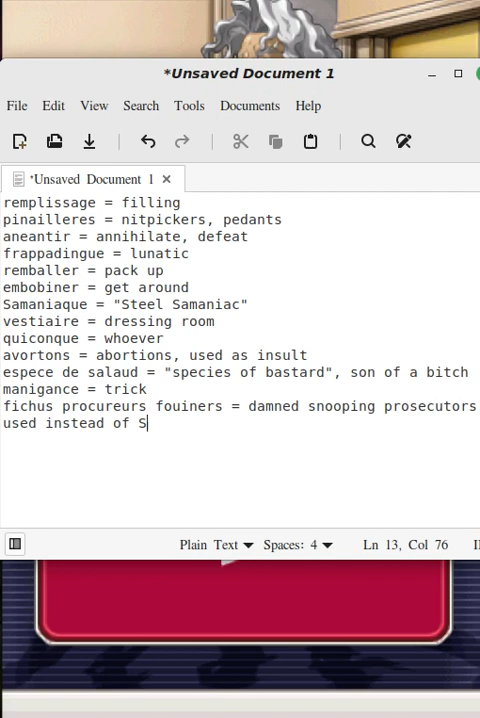 *Unsaved Document 1
File Edit View Search Tools Documents Help
*Unsaved Document 1
remplissage = filling
pinailleres = nitpickers, pedants
aneantir = annihilate, defeat
frappadingue = lunatic
remballer = pack up
embobiner = get around
Samaniaque = "Steel Samaniac"
vestiaire = dressing room
quiconque = whoever
avortons = abortions, used as insult
espece de salaud = "species of bastard", son of a bitch
manigance = trick
fichus procureurs fouiners = damned snooping prosecutors
used instead of S
Plain Text Spaces: 4 Ln 13, Col 76